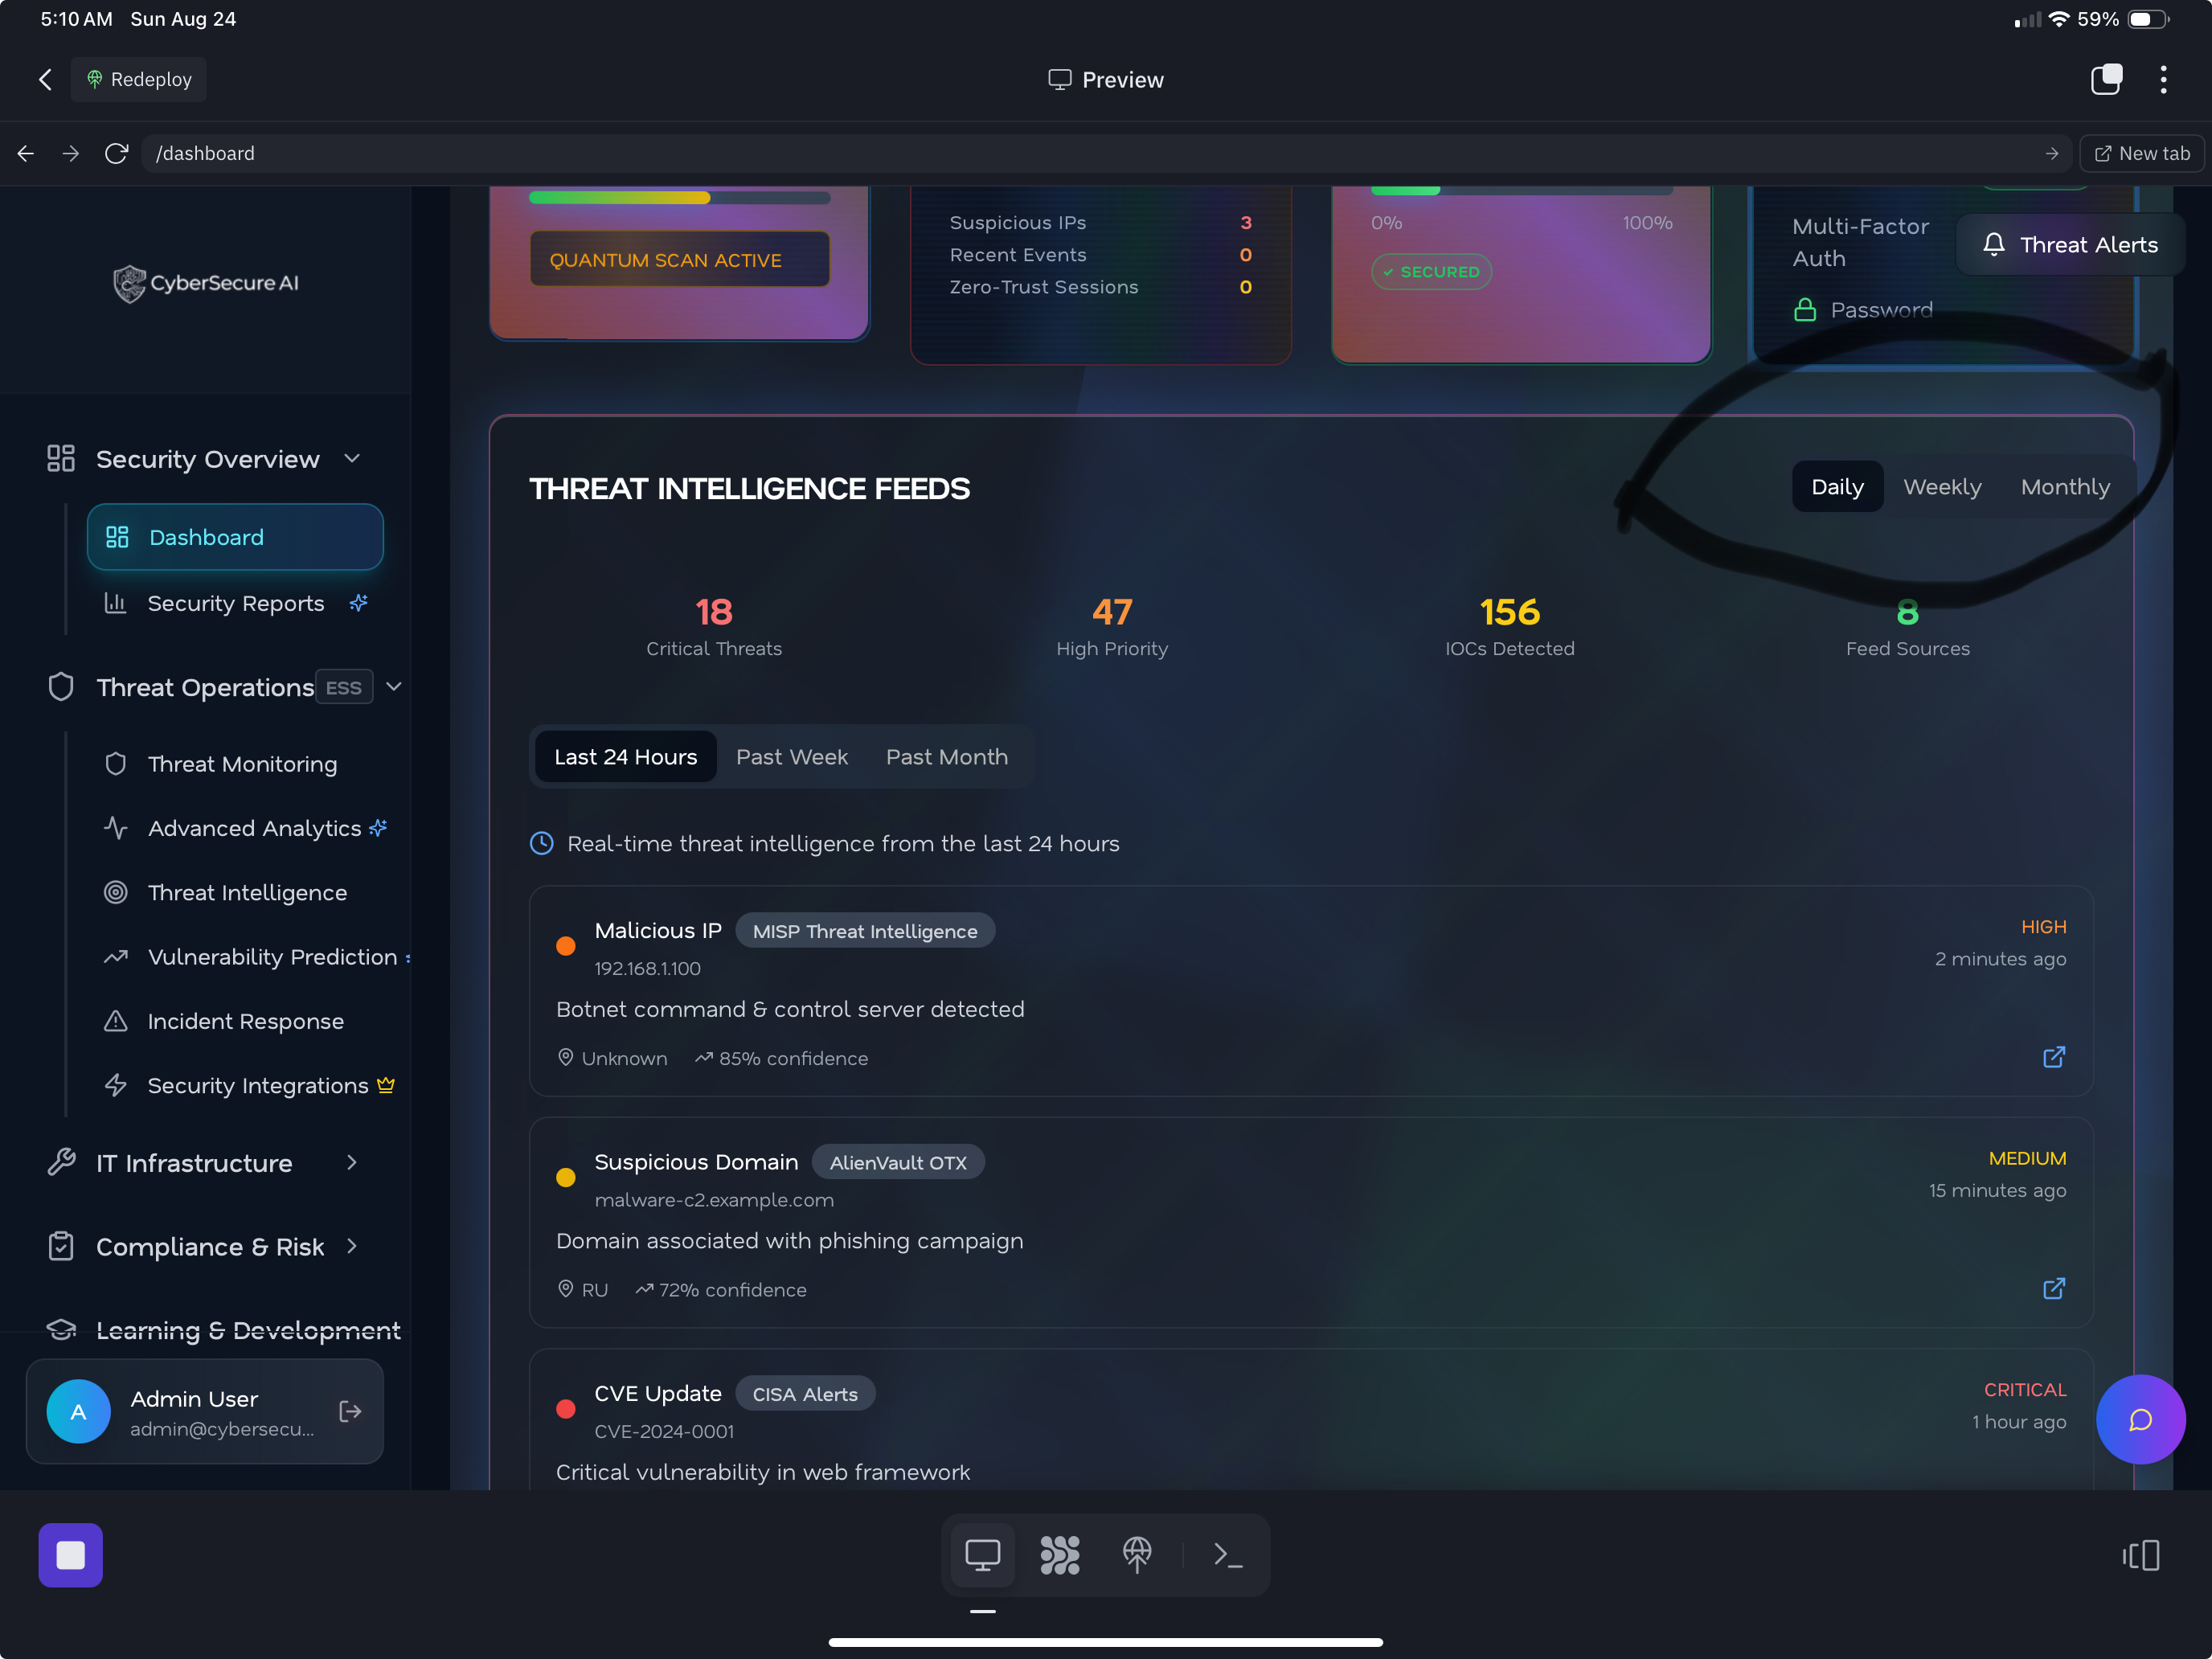 5:10 AM Sun Aug 24
59%
Redeploy
Preview
/dashboard
New tab
CyberSecure AI
Security Overview
Dashboard
Security Reports
Threat Operations ESS
Threat Monitoring
Advanced Analytics
Threat Intelligence
Vulnerability Prediction
Incident Response
Security Integrations
IT Infrastructure
Compliance & Risk
Learning & Development
A
Admin User
admin@cybersecu...
QUANTUM SCAN ACTIVE
Suspicious IPs 3
Recent Events 0
Zero-Trust Sessions 0
0% 100%
✓ SECURED
Multi-Factor
Auth
Password
Threat Alerts
THREAT INTELLIGENCE FEEDS
Daily Weekly Monthly
18 47 156 8
Critical Threats High Priority IOCs Detected Feed Sources
Last 24 Hours Past Week Past Month
Real-time threat intelligence from the last 24 hours
Malicious IP MISP Threat Intelligence HIGH
192.168.1.100 2 minutes ago
Botnet command & control server detected
Unknown 85% confidence
Suspicious Domain AlienVault OTX MEDIUM
malware-c2.example.com 15 minutes ago
Domain associated with phishing campaign
RU 72% confidence
CVE Update CISA Alerts CRITICAL
CVE-2024-0001 1 hour ago
Critical vulnerability in web framework